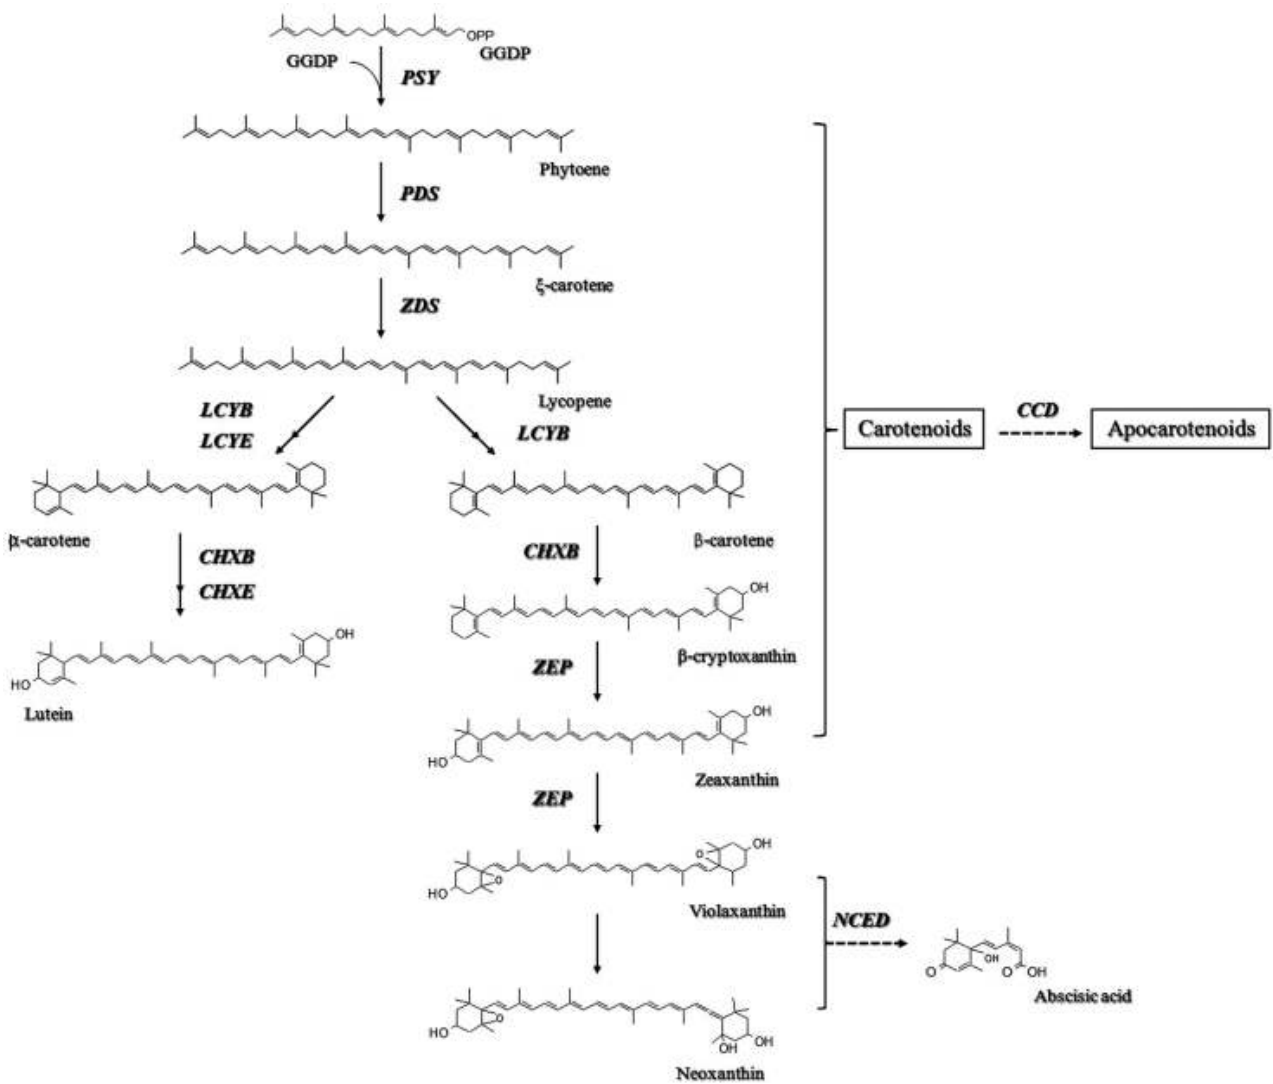 OPP
GGDP
GGDP
PSY
Phytoene
PDS
ξ-carotene
ZDS
Lycopene
LCYB
LCYE
LCYB
Carotenoids
CCD
Apocarotenoids
α-carotene
β-carotene
CHXB
CHXE
CHXB
OH
β-cryptoxanthin
OH
HO
Lutein
ZEP
OH
HO
Zeaxanthin
ZEP
OH
O
O
HO
Violaxanthin
NCED
OH
O
O
OH
Abscisic acid
O
HO
OH
OH
Neoxanthin